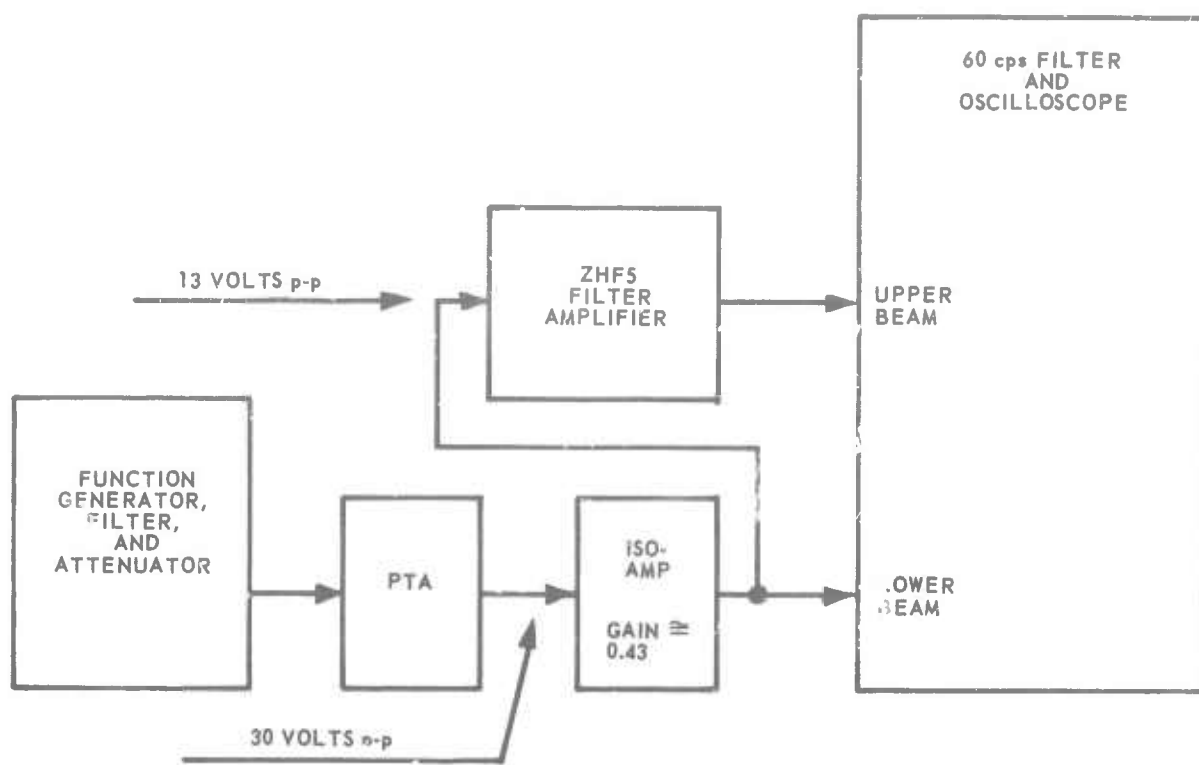 60 cps FILTER
AND
OSCILLOSCOPE
13 VOLTS p-p
ZHF5
FILTER
AMPLIFIER
UPPER
BEAM
FUNCTION
GENERATOR,
FILTER,
AND
ATTENUATOR
PTA
ISO-
AMP
GAIN ≅
0.43
LOWER
BEAM
30 VOLTS p-p